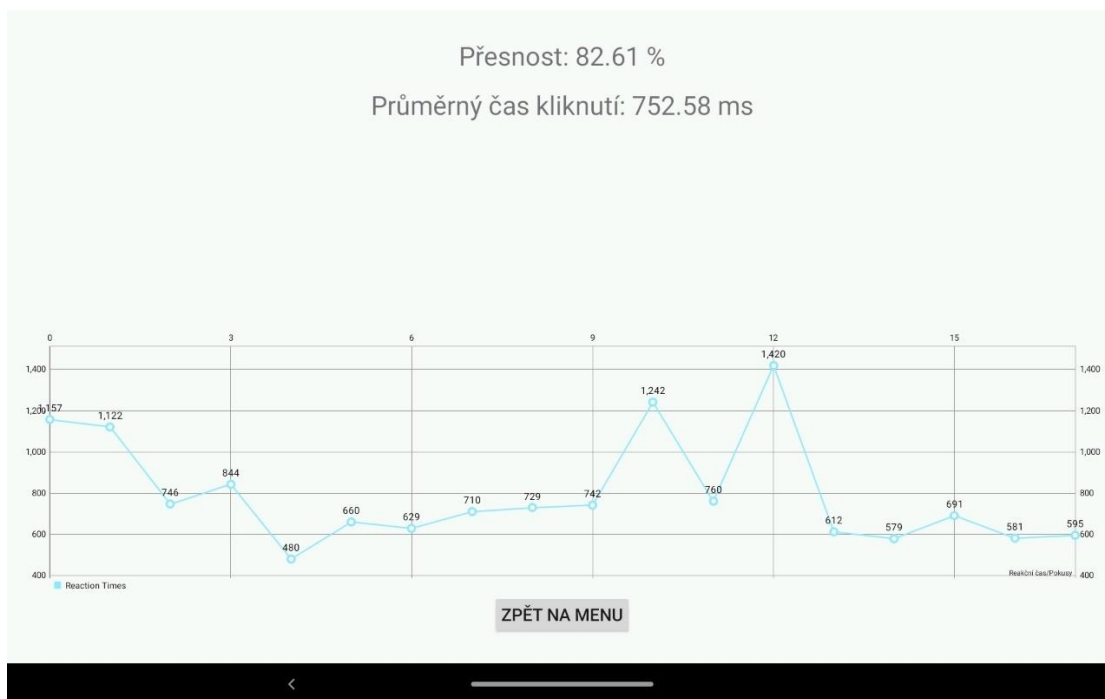 Přesnost: 82.61 %
Průměrný čas kliknutí: 752.58 ms
0 3 6 9 12 15
1,420
1,400 1,400
1,242
1,200 1,157 1,122 1,200
1,000 1,000
844
800 746 710 729 742 760 800
660 629 612 691
600 579 581 595 600
480
400 Reakční čas/Pokusy 400
Reaction Times
ZPĚT NA MENU